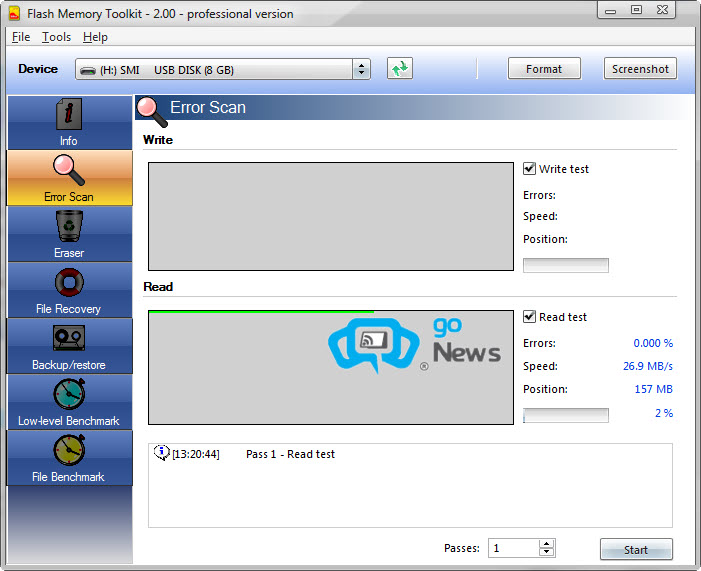 Flash Memory Toolkit - 2.00 - professional version
File Tools Help
Device (H:) SMI USB DISK (8 GB) Format Screenshot
Info
Error Scan
Eraser
File Recovery
Backup/restore
Low-level Benchmark
File Benchmark
Error Scan
Write
Write test
Errors:
Speed:
Position:
Read
go
News
®
Read test
Errors: 0.000 %
Speed: 26.9 MB/s
Position: 157 MB
2 %
[13:20:44] Pass 1 - Read test
Passes: 1 Start